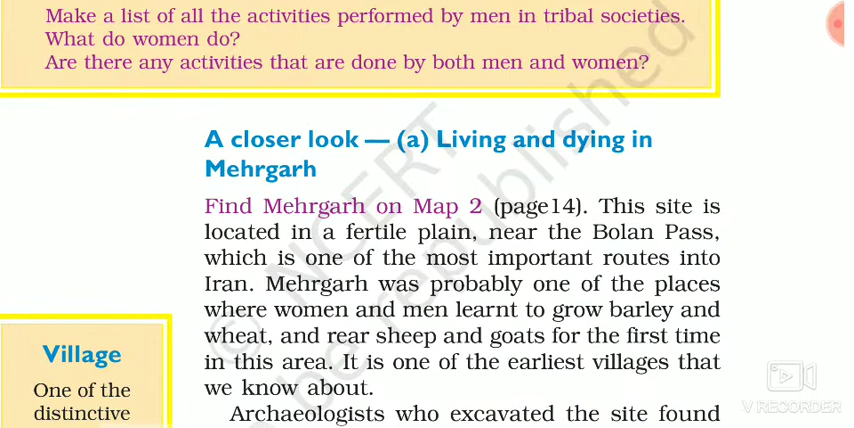 Make a list of all the activities performed by men in tribal societies.
What do women do?
Are there any activities that are done by both men and women?
A closer look — (a) Living and dying in
Mehrgarh
Find Mehrgarh on Map 2 (page14). This site is
located in a fertile plain, near the Bolan Pass,
which is one of the most important routes into
Iran. Mehrgarh was probably one of the places
where women and men learnt to grow barley and
wheat, and rear sheep and goats for the first time
in this area. It is one of the earliest villages that
we know about.
Archaeologists who excavated the site found
Village
One of the
distinctive
© NCERT
be republished
V RECORDER